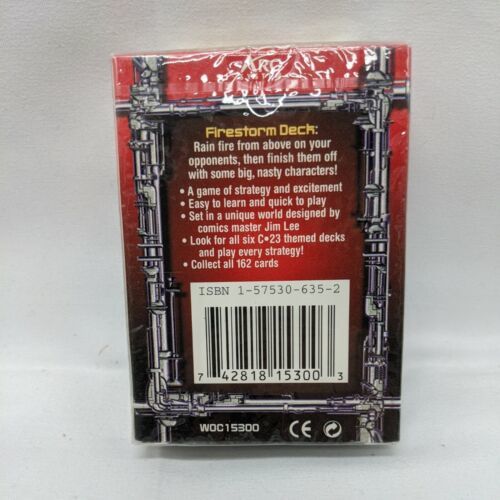 Firestorm Deck:
Rain fire from above on your
opponents, then finish them off
with some big, nasty characters!
• A game of strategy and excitement
• Easy to learn and quick to play
• Set in a unique world designed by
comics master Jim Lee
• Look for all six C•23 themed decks
and play every strategy!
• Collect all 162 cards
ISBN 1-57530-635-2
7 42818 15300 3
WOC15300 CE 0-3